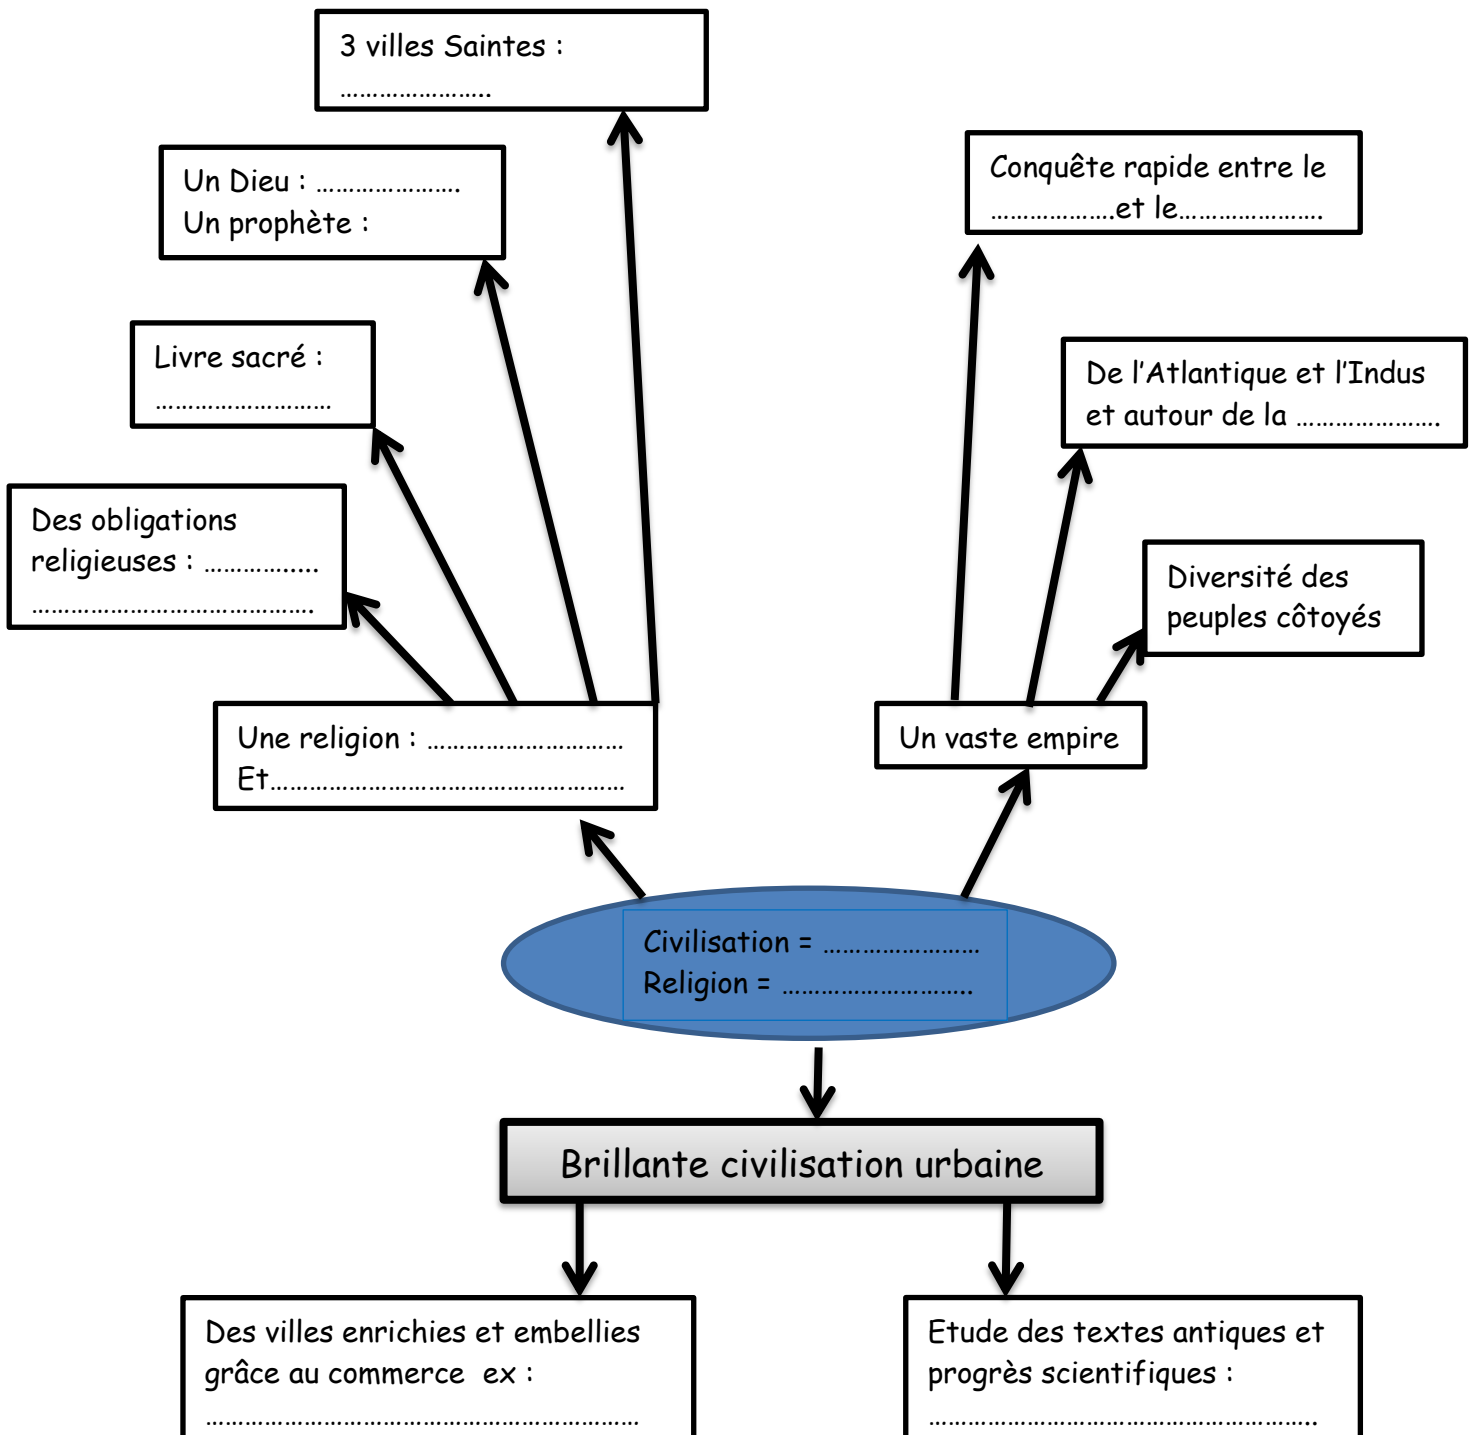 3 villes Saintes :
…………………..
Un Dieu : ………………….
Un prophète :
Conquête rapide entre le
……………….et le………………….
Livre sacré :
………………………
De l’Atlantique et l’Indus
et autour de la ………………….
Des obligations
religieuses : ………….....
…………………………………….
Diversité des
peuples côtoyés
Une religion : …………………………
Et………………………………………………
Un vaste empire
Civilisation = ……………………
Religion = ………………………..
Brillante civilisation urbaine
Des villes enrichies et embellies
grâce au commerce  ex :
…………………………………………………………
Etude des textes antiques et
progrès scientifiques :
…………………………………………………..